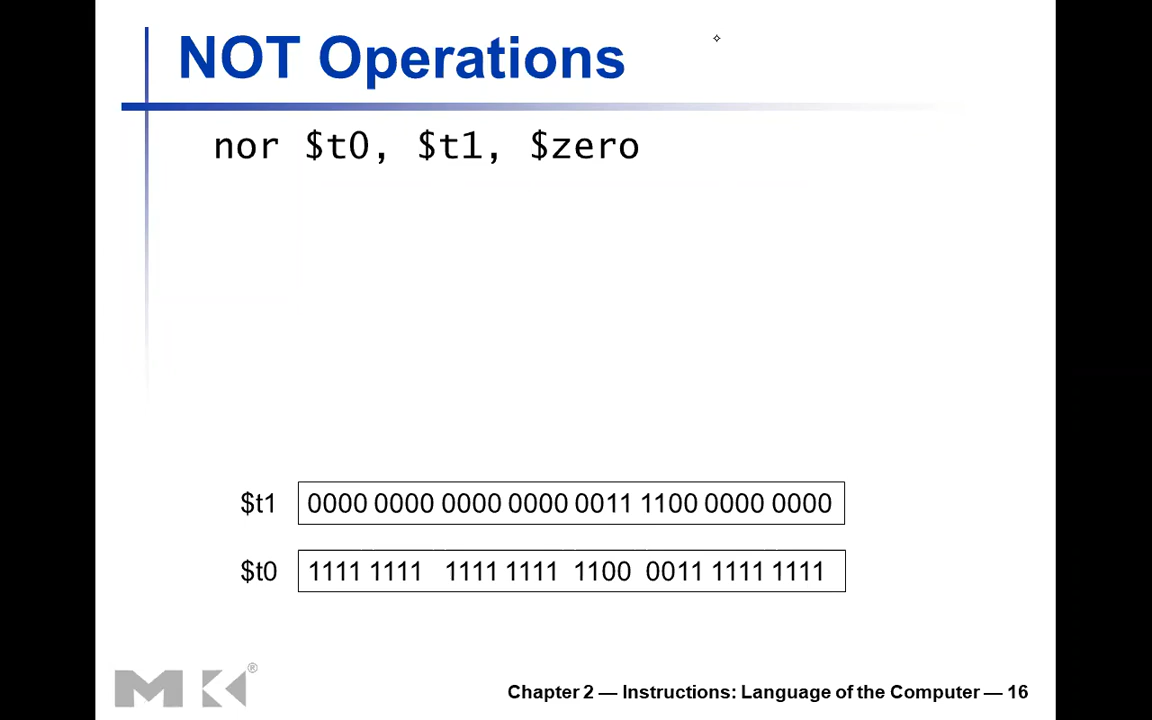 NOT Operations
nor $t0, $t1, $zero
$t1 0000 0000 0000 0000 0011 1100 0000 0000
$t0 1111 1111 1111 1111 1100 0011 1111 1111
MK®
Chapter 2 — Instructions: Language of the Computer — 16